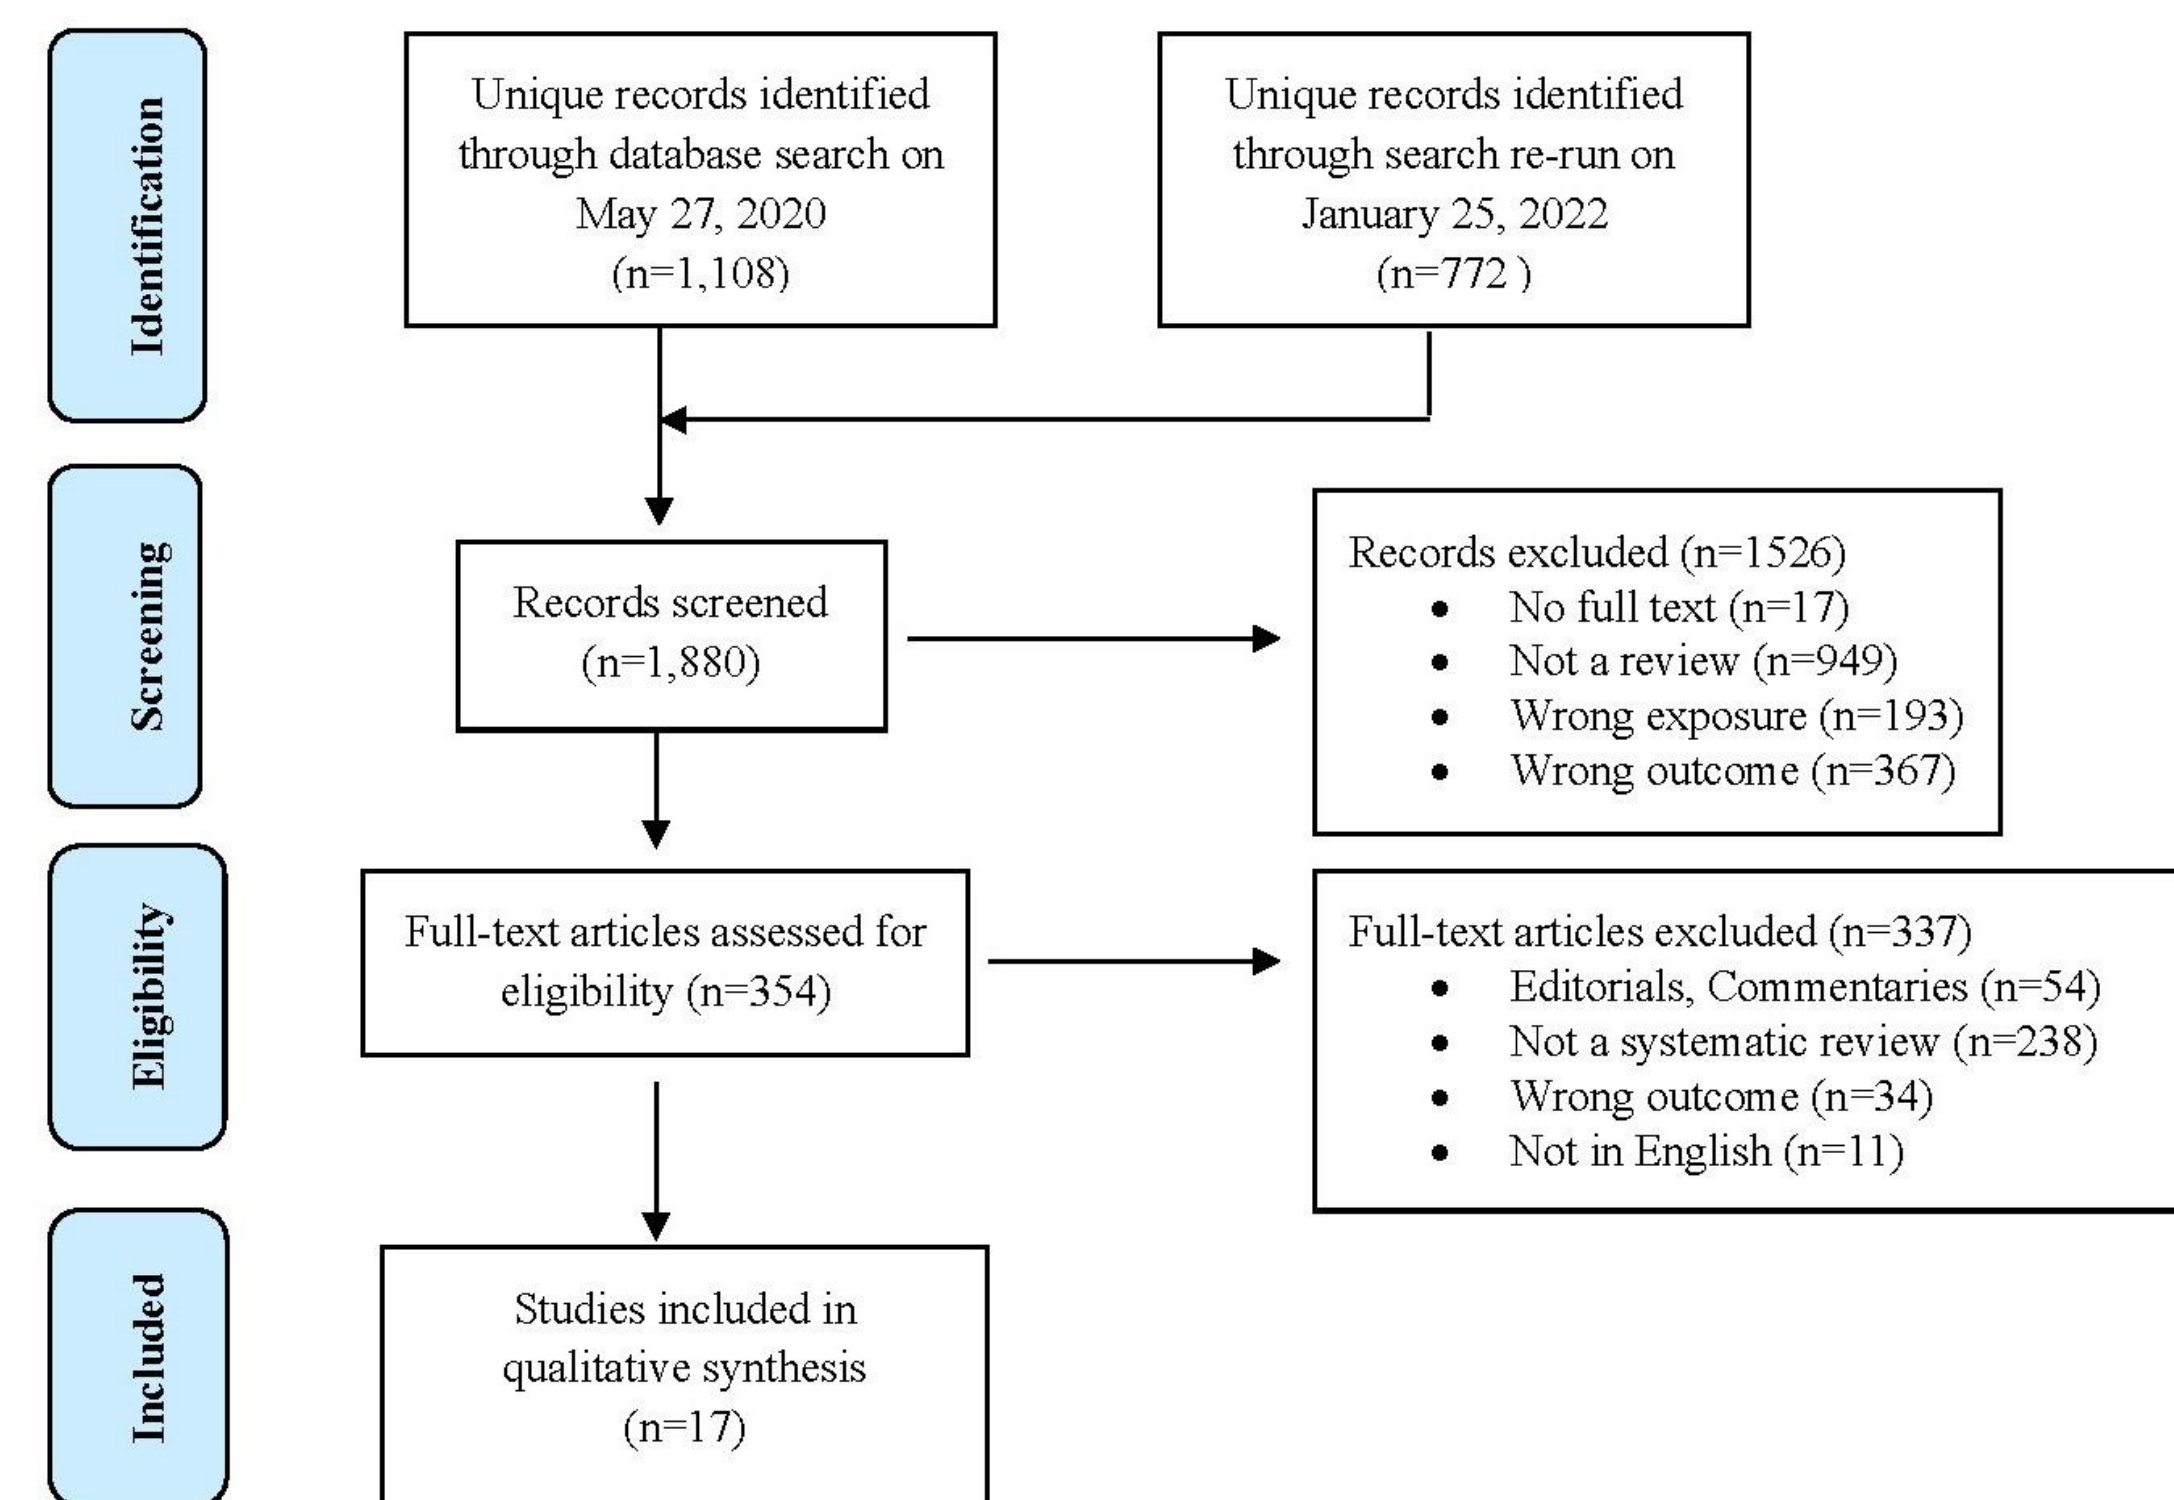 Identification
Unique records identified
through database search on
May 27, 2020
(n=1,108)
Unique records identified
through search re-run on
January 25, 2022
(n=772 )
Screening
Records screened
(n=1,880)
Records excluded (n=1526)
• No full text (n=17)
• Not a review (n=949)
• Wrong exposure (n=193)
• Wrong outcome (n=367)
Eligibility
Full-text articles assessed for
eligibility (n=354)
Full-text articles excluded (n=337)
• Editorials, Commentaries (n=54)
• Not a systematic review (n=238)
• Wrong outcome (n=34)
• Not in English (n=11)
Included
Studies included in
qualitative synthesis
(n=17)